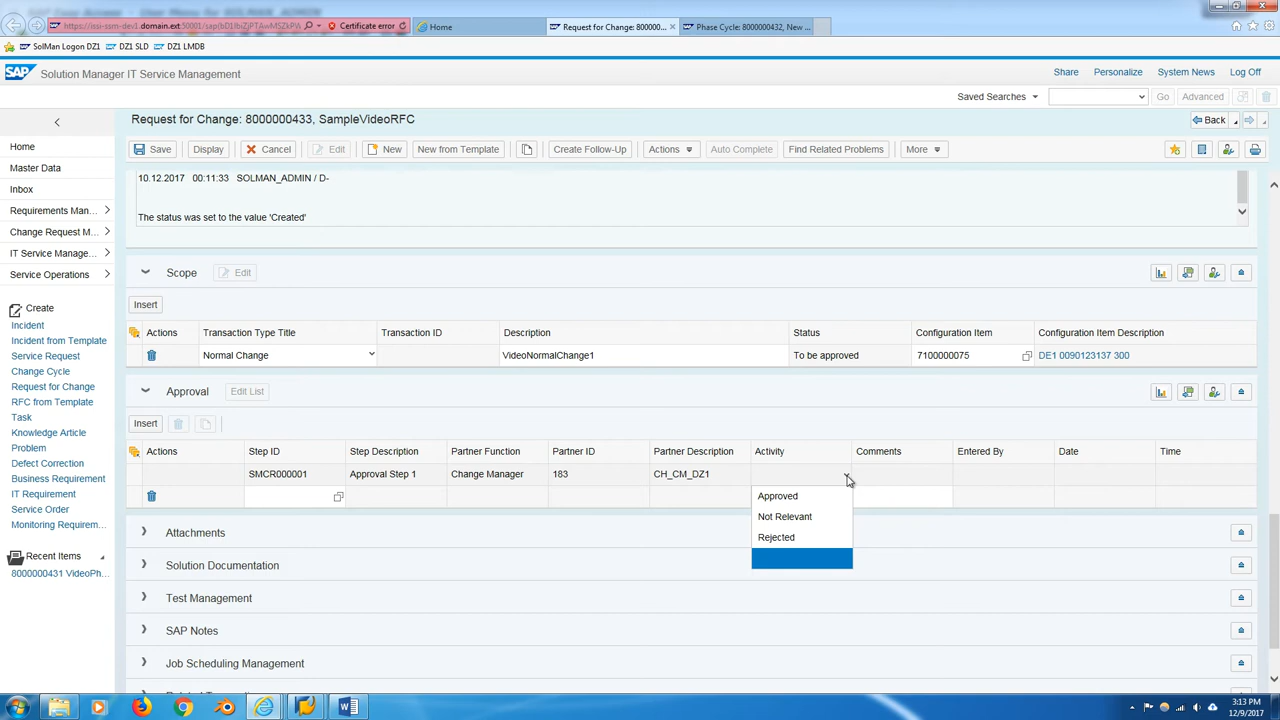 https://issi-ssm-dev1.domain.ext:50001/sap(bD1lbiZjPTAwMSZkPW
Certificate error
Home
Request for Change: 800000...
Phase Cycle: 8000000432, New ...
SolMan Logon DZ1
DZ1 SLD
DZ1 LMDB
SAP
Solution Manager IT Service Management
Share
Personalize
System News
Log Off
Saved Searches
Go
Advanced
Request for Change: 8000000433, SampleVideoRFC
Back
Save
Display
Cancel
Edit
New
New from Template
Create Follow-Up
Actions
Auto Complete
Find Related Problems
More
Home
Master Data
Inbox
Requirements Man...
Change Request M...
IT Service Manage...
Service Operations
Create
Incident
Incident from Template
Service Request
Change Cycle
Request for Change
RFC from Template
Task
Knowledge Article
Problem
Defect Correction
Business Requirement
IT Requirement
Service Order
Monitoring Requirem...
Recent Items
8000000431 VideoPh...
10.12.2017 00:11:33 SOLMAN_ADMIN / D-
The status was set to the value 'Created'
Scope
Edit
Insert
Actions
Transaction Type Title
Transaction ID
Description
Status
Configuration Item
Configuration Item Description
Normal Change
VideoNormalChange1
To be approved
7100000075
DE1 0090123137 300
Approval
Edit List
Insert
Actions
Step ID
Step Description
Partner Function
Partner ID
Partner Description
Activity
Comments
Entered By
Date
Time
SMCR000001
Approval Step 1
Change Manager
183
CH_CM_DZ1
Approved
Not Relevant
Rejected
Attachments
Solution Documentation
Test Management
SAP Notes
Job Scheduling Management
3:13 PM
12/9/2017